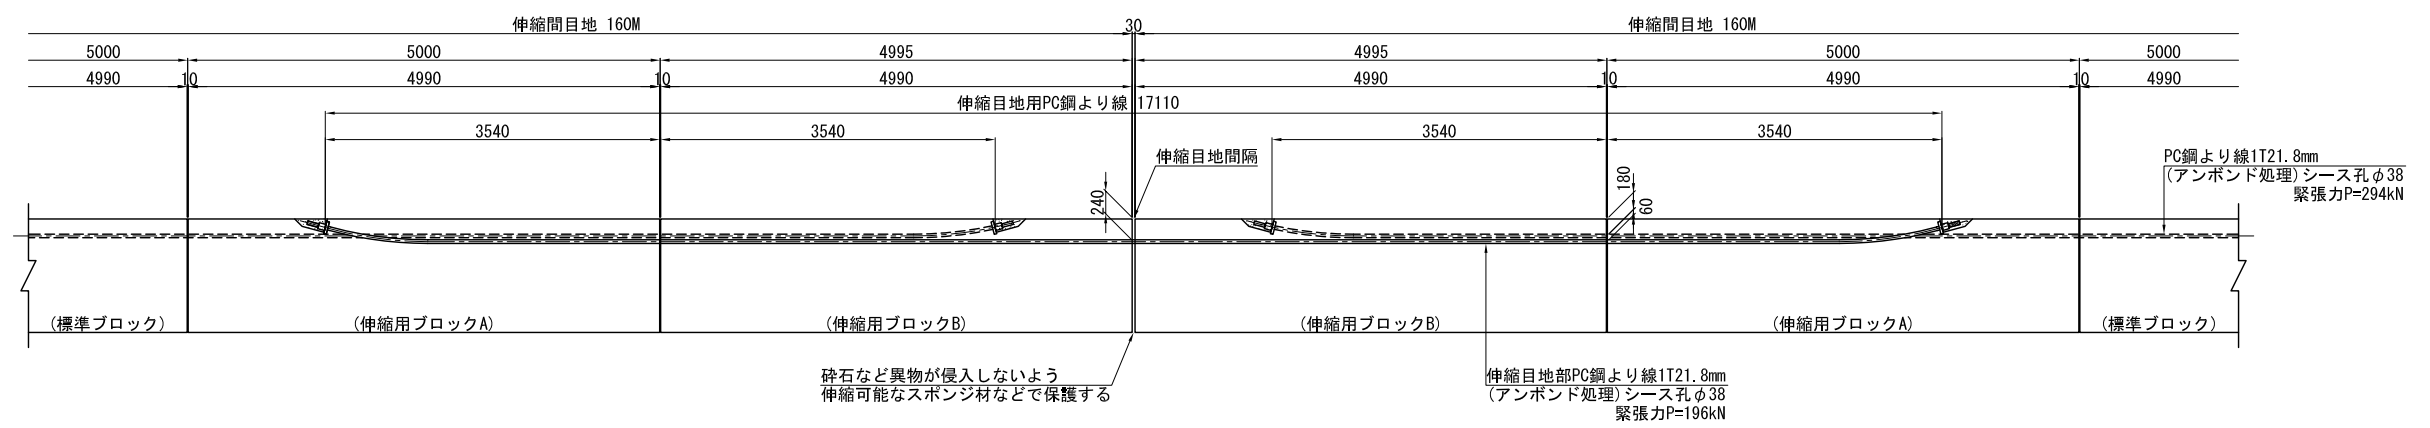 伸縮間目地 160M
30
伸縮間目地 160M
5000
5000
4995
4995
5000
5000
4990
10
4990
10
4990
4990
10
4990
10
4990
伸縮目地用PC鋼より線 17110
3540
3540
3540
3540
伸縮目地間隔
240
180
60
PC鋼より線1T21.8mm
(アンボンド処理)シース孔φ38
緊張力P=294kN
(標準ブロック)
(伸縮用ブロックA)
(伸縮用ブロックB)
(伸縮用ブロックB)
(伸縮用ブロックA)
(標準ブロック)
砕石など異物が侵入しないよう
伸縮可能なスポンジ材などで保護する
伸縮目地部PC鋼より線1T21.8mm
(アンボンド処理)シース孔φ38
緊張力P=196kN